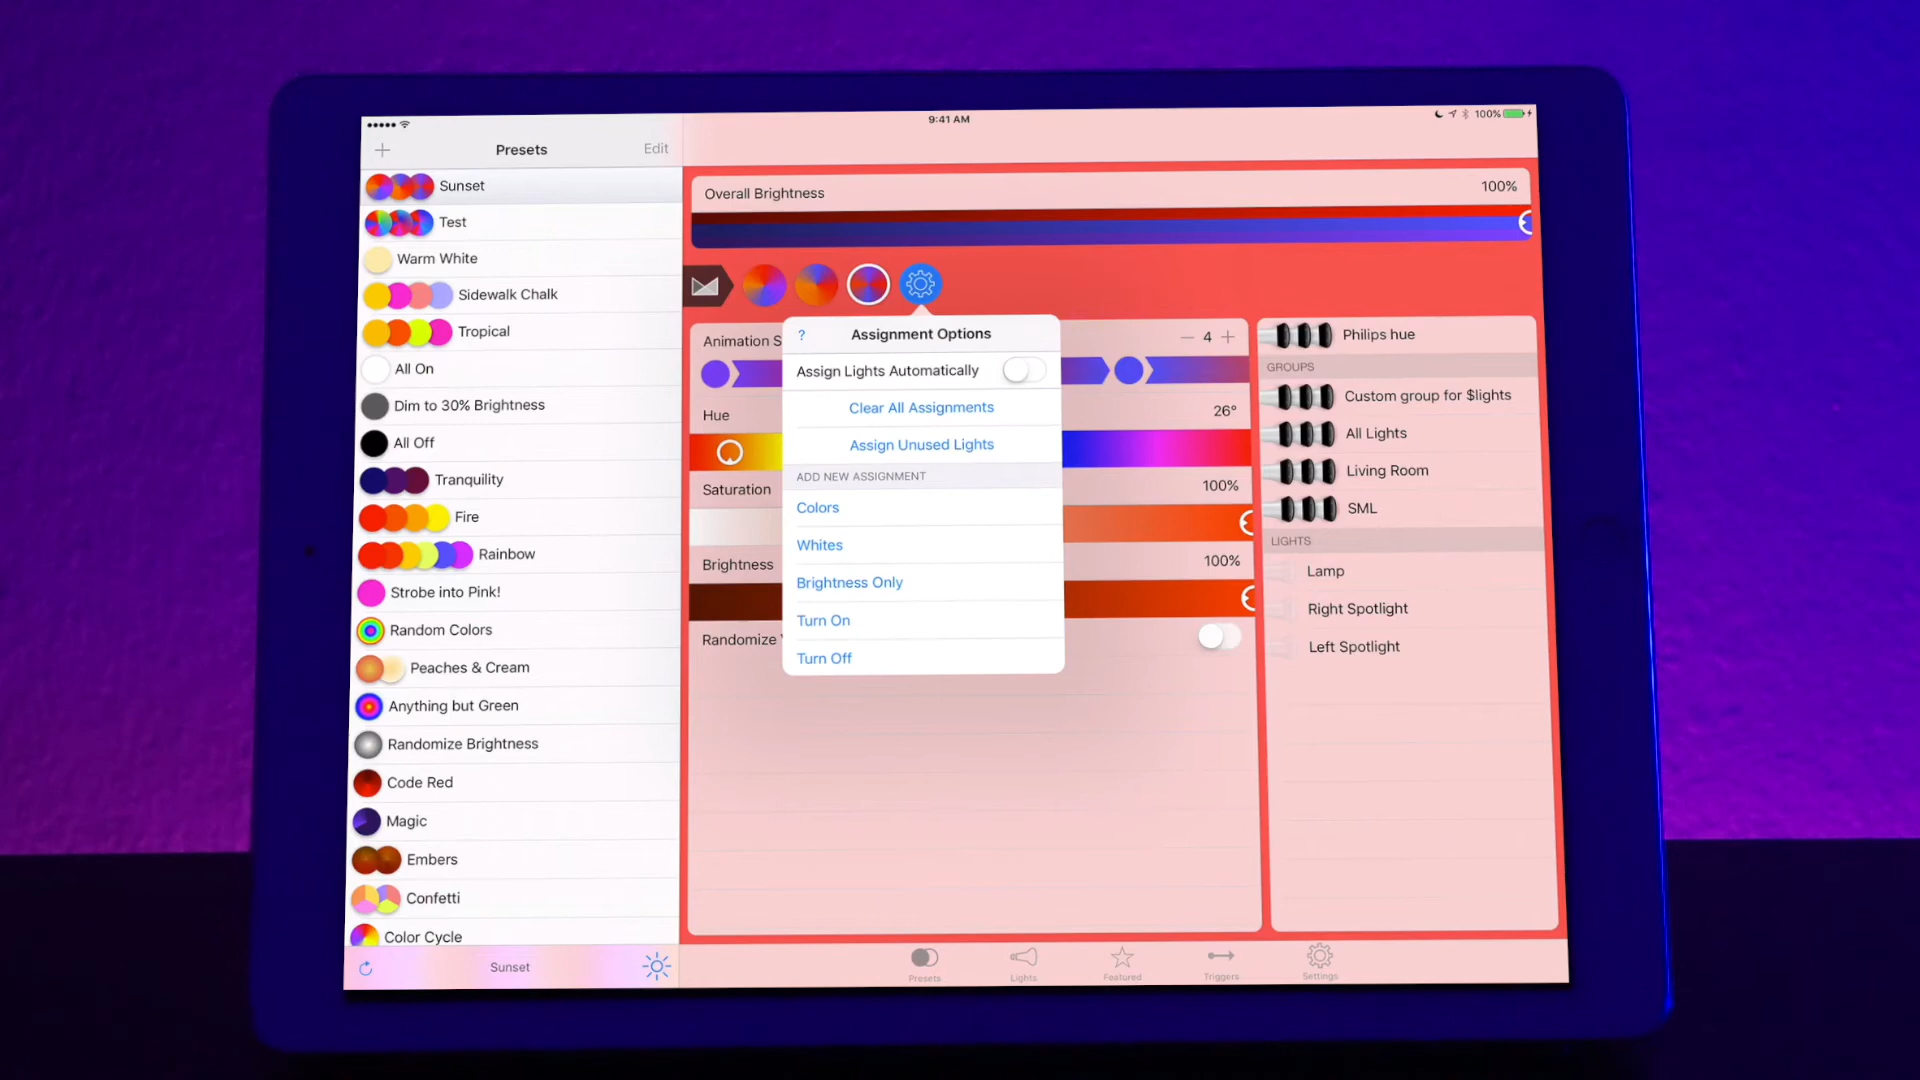 9:41 AM
100%
Presets
Edit
Sunset
Test
Warm White
Sidewalk Chalk
Tropical
All On
Dim to 30% Brightness
All Off
Tranquility
Fire
Rainbow
Strobe into Pink!
Random Colors
Peaches & Cream
Anything but Green
Randomize Brightness
Code Red
Magic
Embers
Confetti
Color Cycle
Sunset
Overall Brightness
100%
Animation S
4
Hue
26°
Saturation
100%
Brightness
100%
Randomize
?
Assignment Options
Assign Lights Automatically
Clear All Assignments
Assign Unused Lights
ADD NEW ASSIGNMENT
Colors
Whites
Brightness Only
Turn On
Turn Off
Philips hue
GROUPS
Custom group for $lights
All Lights
Living Room
SML
LIGHTS
Lamp
Right Spotlight
Left Spotlight
Presets
Lights
Featured
Triggers
Settings